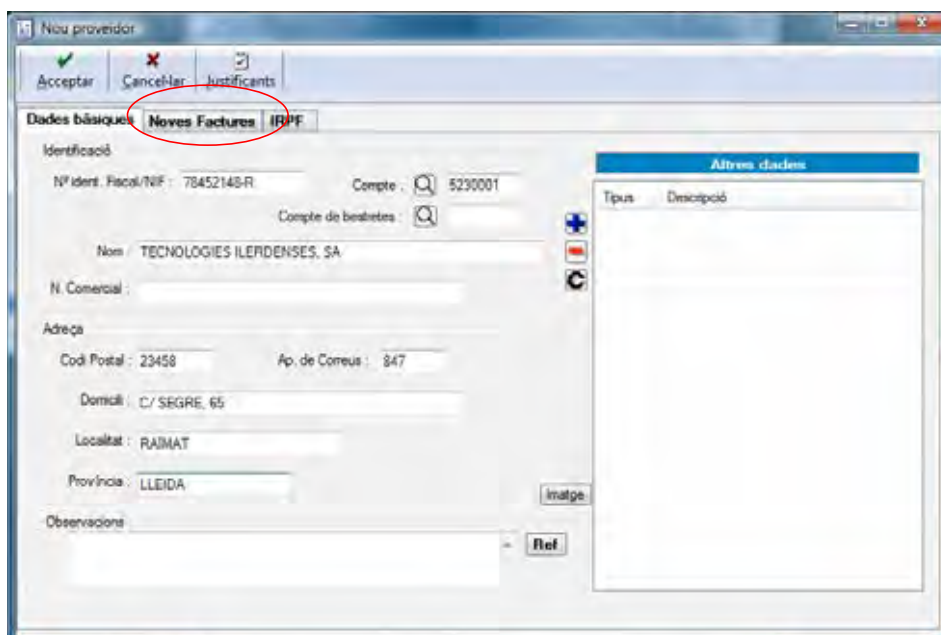 Nou proveidor
Acceptar Cancel·lar Justificants
Dades bàsiques Noves Factures IRPF
Identificació
Nº ident. Fiscal/NIF : 78452148-R Compte : 5230001
Compte de bestretes :
Nom : TECNOLOGIES ILERDENSES, SA
N. Comercial :
Adreça
Codi Postal : 23458 Ap. de Correus : 847
Domicili : C/ SEGRE, 65
Localitat : RAIMAT
Província : LLEIDA
Observacions
Imatge
Ref
Altres dades
Tipus Descripció
C